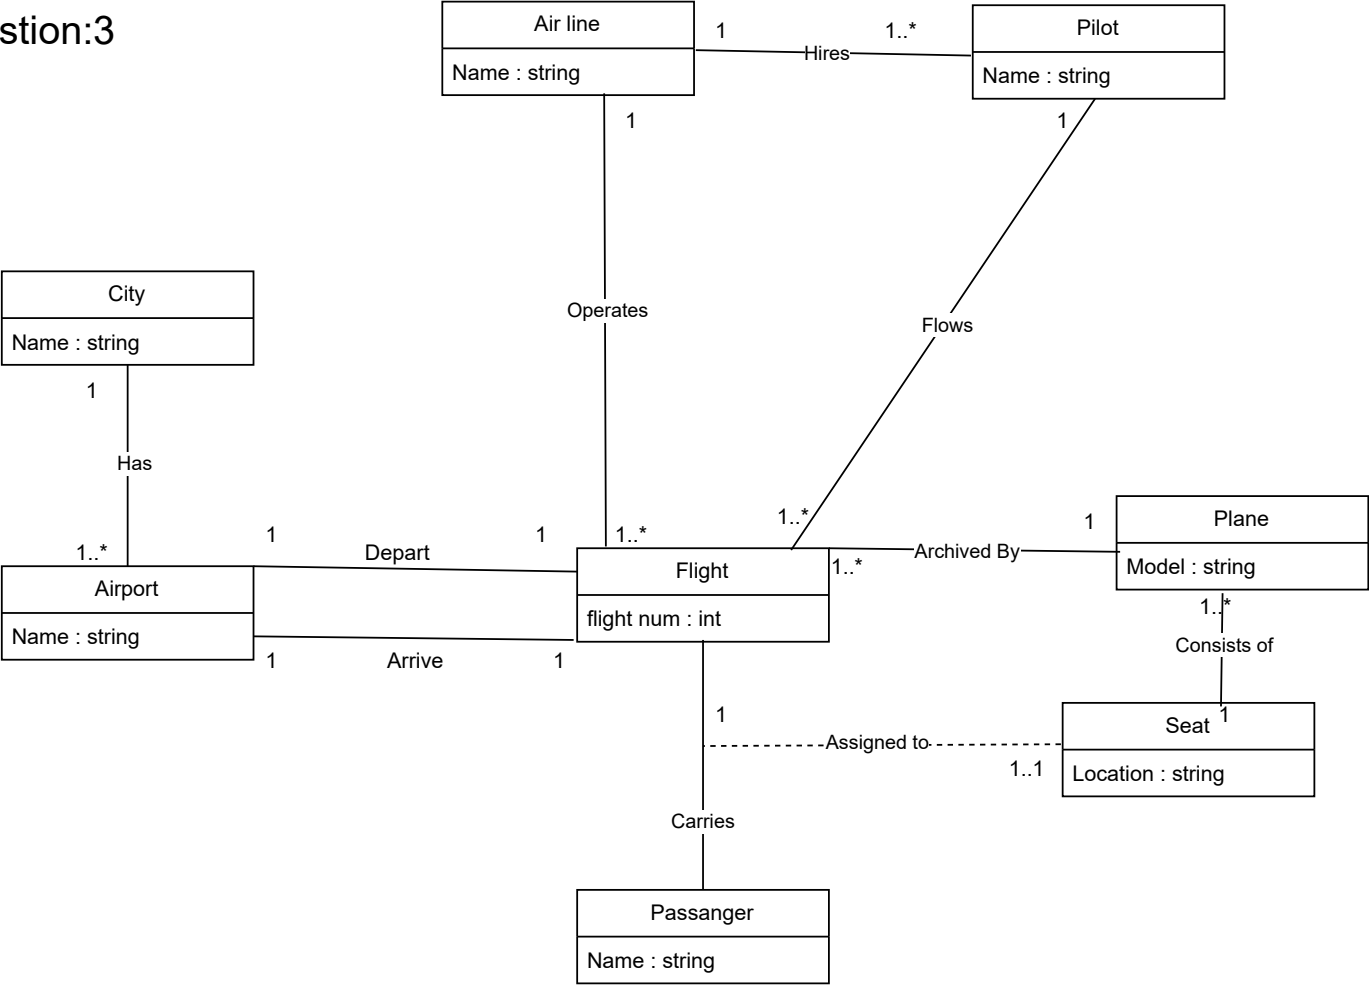 stion:3
Air line
Name : string
1
1..*
Hires
Pilot
Name : string
1
1
Operates
Flows
City
Name : string
1
Has
1..*
Airport
Name : string
1
1
Depart
1
1
Arrive
1..*
1..*
1..*
Flight
flight num : int
Archived By
1
Plane
Model : string
1..*
Consists of
1
Seat
Location : string
1
Assigned to
1..1
Carries
Passanger
Name : string